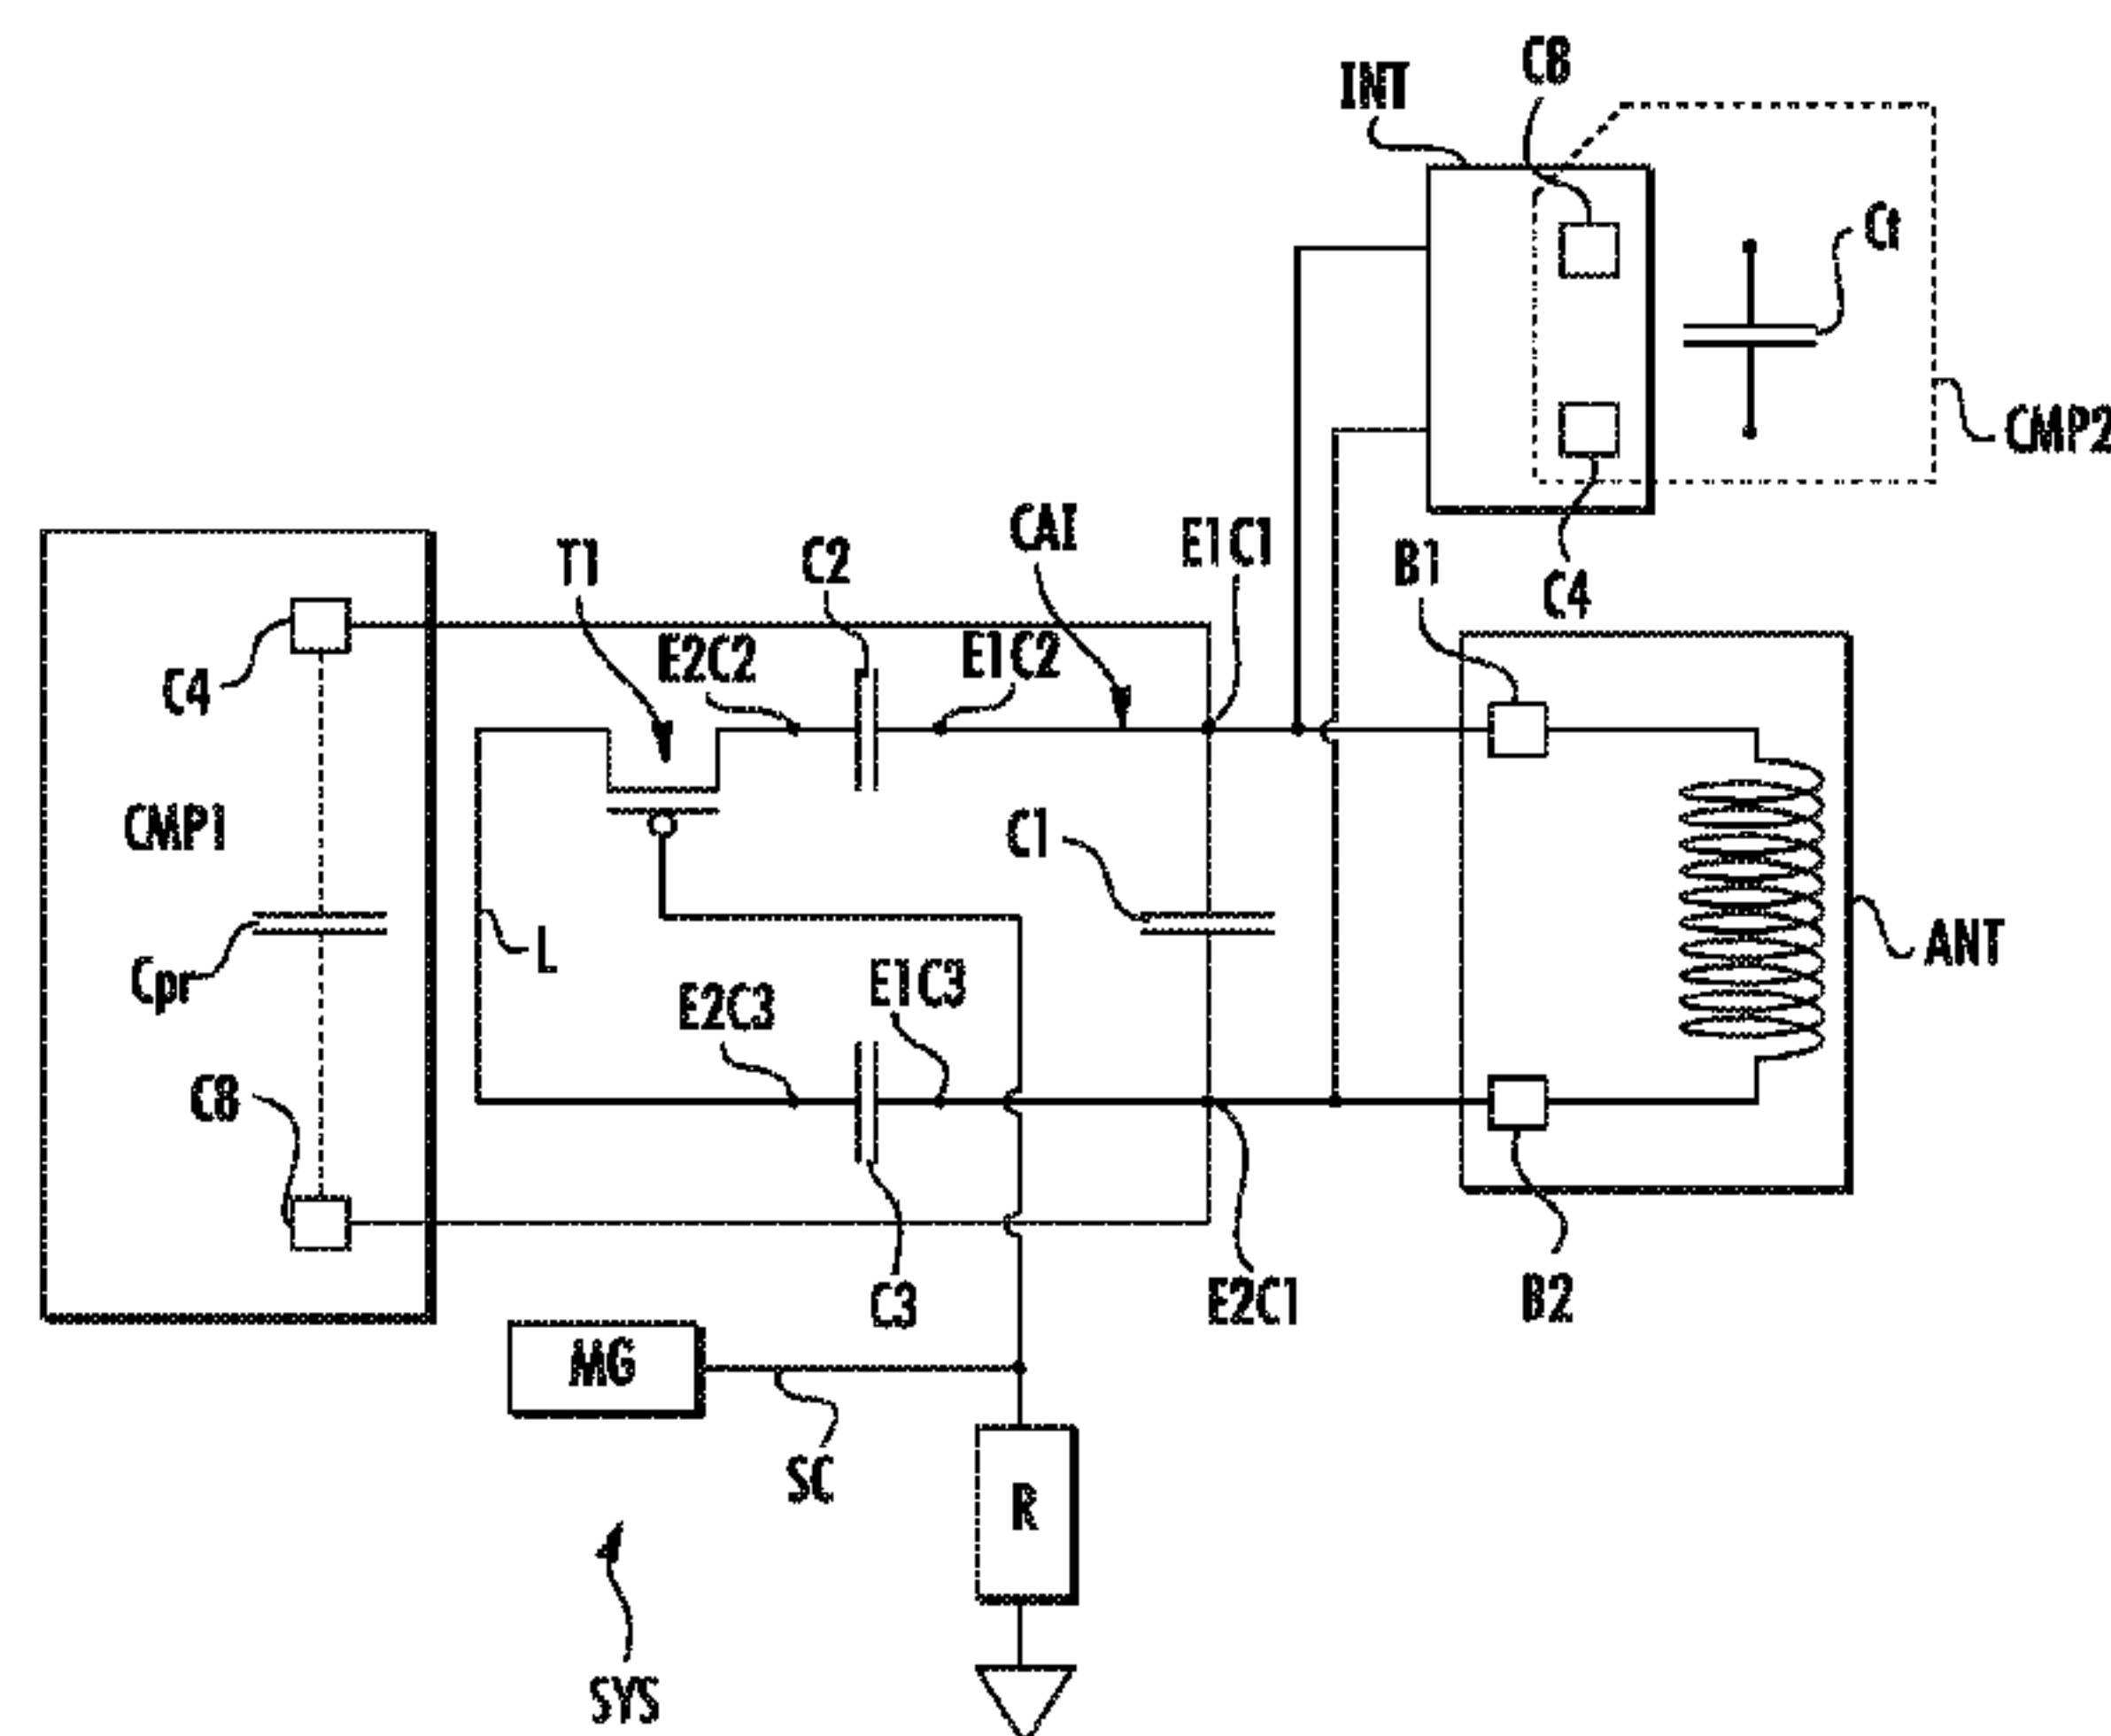 C8
INT
Ct
CMP2
C4
B1
E1C1
CAI
C2
T1
E2C2
E1C2
C4
CMP1
C1
Cpr
L
E1C3
E2C3
ANT
C8
C3
E2C1
B2
MG
SC
R
SYS